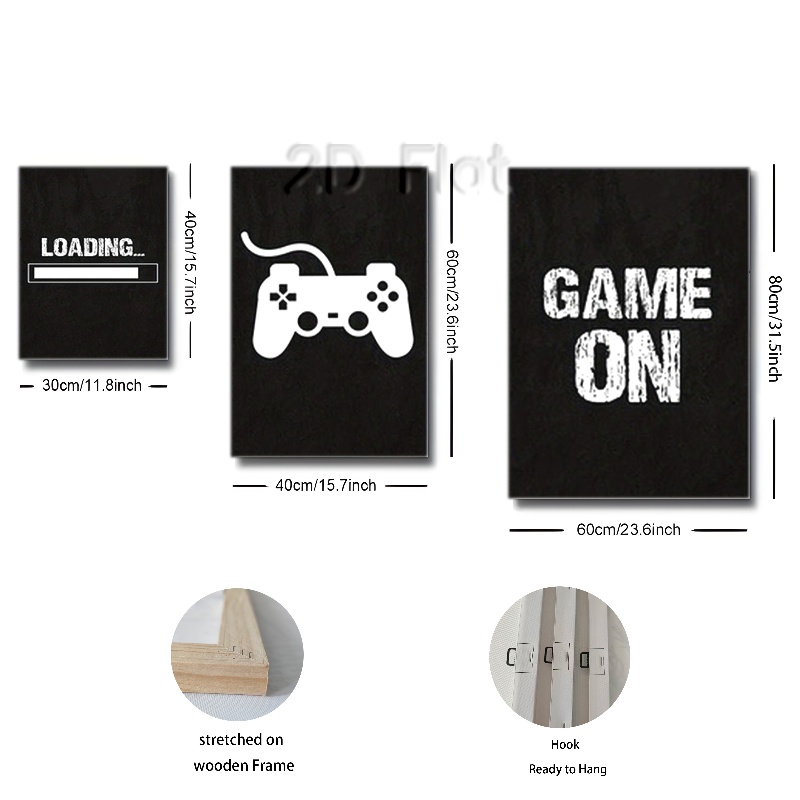 2D Flat
LOADING...
40cm/15.7inch
30cm/11.8inch
60cm/23.6inch
40cm/15.7inch
GAME
ON
80cm/31.5inch
60cm/23.6inch
stretched on
wooden Frame
Hook
Ready to Hang